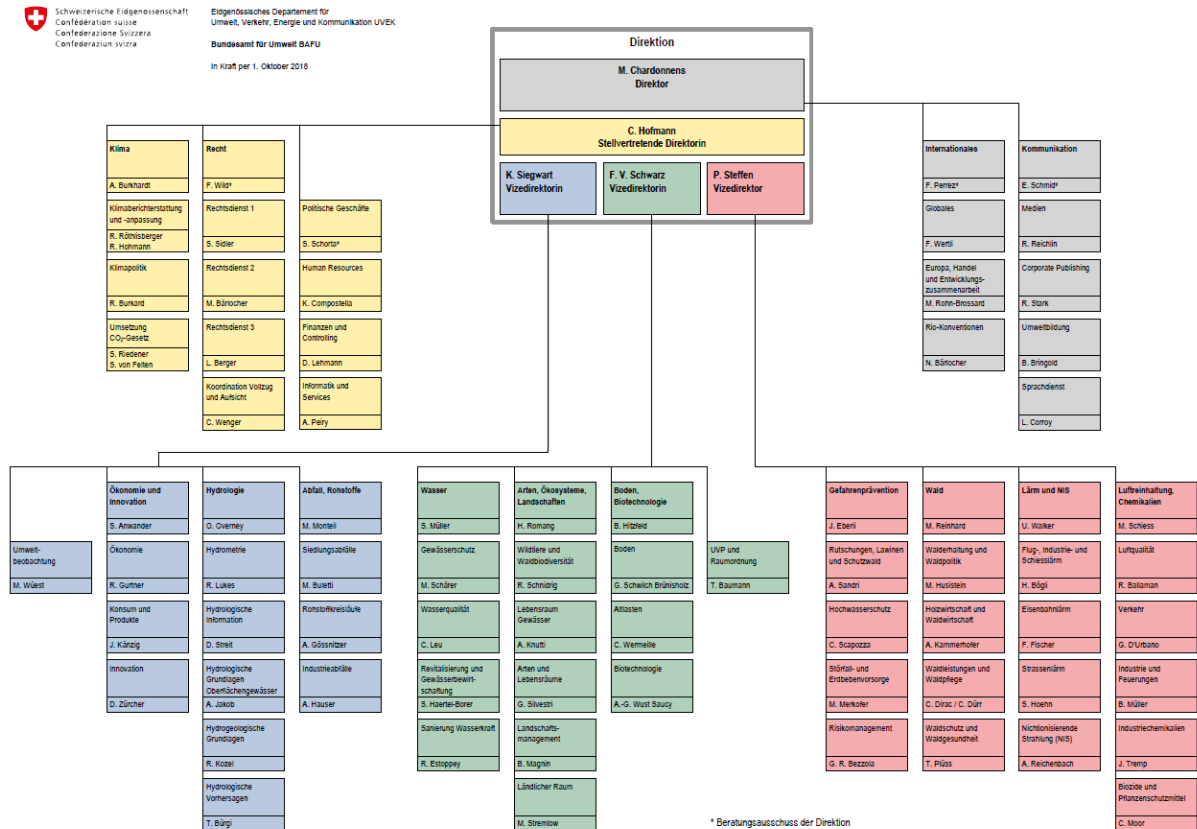 Schweizerische Eidgenossenschaft
Confédération suisse
Confederazione Svizzera
Confederaziun svizra
Eidgenössisches Departement für
Umwelt, Verkehr, Energie und Kommunikation UVEK
Bundesamt für Umwelt BAFU
In Kraft per 1. Oktober 2018
Direktion
M. Chardonnens
Direktor
C. Hofmann
Stellvertretende Direktorin
K. Siegwart
Vizedirektorin
F. V. Schwarz
Vizedirektorin
P. Steffen
Vizedirektor
Klima
A. Burkhardt
Klimaberichterstattung
und -anpassung
R. Röthlisberger
R. Hohmann
Klimapolitik
R. Burkard
Umsetzung
CO₂-Gesetz
S. Riedener
S. von Felten
Recht
F. Wild*
Rechtsdienst 1
S. Sidler
Rechtsdienst 2
M. Bärlocher
Rechtsdienst 3
L. Berger
Koordination Vollzug
und Aufsicht
C. Wenger
Politische Geschäfte
S. Schorta*
Human Resources
K. Compostella
Finanzen und
Controlling
D. Lehmann
Informatik und
Services
A. Peiry
Internationales
F. Perrez*
Globales
F. Wertli
Europa, Handel
und Entwicklungs-
zusammenarbeit
M. Rohn-Brossard
Rio-Konventionen
N. Bärlocher
Kommunikation
E. Schmid*
Medien
R. Reichlin
Corporate Publishing
R. Stark
Umweltbildung
B. Bringold
Sprachdienst
L. Corroy
Umwelt-
beobachtung
M. Wüest
Ökonomie und
Innovation
S. Anwander
Ökonomie
R. Gurtner
Konsum und
Produkte
J. Känzig
Innovation
D. Zürcher
Hydrologie
O. Overney
Hydrometrie
R. Lukes
Hydrologische
Information
D. Streit
Hydrologische
Grundlagen
Oberflächengewässer
A. Jakob
Hydrogeologische
Grundlagen
R. Kozel
Hydrologische
Vorhersagen
T. Bürgi
Abfall, Rohstoffe
M. Monteil
Siedlungsabfälle
M. Buletti
Rohstoffkreisläufe
A. Gössnitzer
Industrieabfälle
A. Hauser
Wasser
S. Müller
Gewässerschutz
M. Schärer
Wasserqualität
C. Leu
Revitalisierung und
Gewässerbewirt-
schaftung
S. Haertel-Borer
Sanierung Wasserkraft
R. Estoppey
Arten, Ökosysteme,
Landschaften
H. Romang
Wildtiere und
Waldbiodiversität
R. Schnidrig
Lebensraum
Gewässer
A. Knutti
Arten und
Lebensräume
G. Silvestri
Landschafts-
management
B. Magnin
Ländlicher Raum
M. Stremlow
Boden,
Biotechnologie
B. Hitzfeld
Boden
G. Schwilch Brünisholz
Altlasten
C. Wermeille
Biotechnologie
A.-G. Wust Saucy
UVP und
Raumordnung
T. Baumann
Gefahrenprävention
J. Eberli
Rutschungen, Lawinen
und Schutzwald
A. Sandri
Hochwasserschutz
C. Scapozza
Störfall- und
Erdbebenvorsorge
M. Merkofer
Risikomanagement
G. R. Bezzola
Wald
M. Reinhard
Walderhaltung und
Waldpolitik
M. Husistein
Holzwirtschaft und
Waldwirtschaft
A. Kammerhofer
Waldleistungen und
Waldpflege
C. Dirac / C. Dürr
Waldschutz und
Waldgesundheit
T. Plüss
Lärm und NIS
U. Walker
Flug-, Industrie- und
Schiesslärm
H. Bögli
Eisenbahnlärm
F. Fischer
Strassenlärm
S. Hoehn
Nichtionisierende
Strahlung (NIS)
A. Reichenbach
Luftreinhaltung,
Chemikalien
M. Schiess
Luftqualität
R. Ballaman
Verkehr
G. D'Urbano
Industrie und
Feuerungen
B. Müller
Industriechemikalien
J. Tremp
Biozide und
Pflanzenschutzmittel
C. Moor
* Beratungsausschuss der Direktion